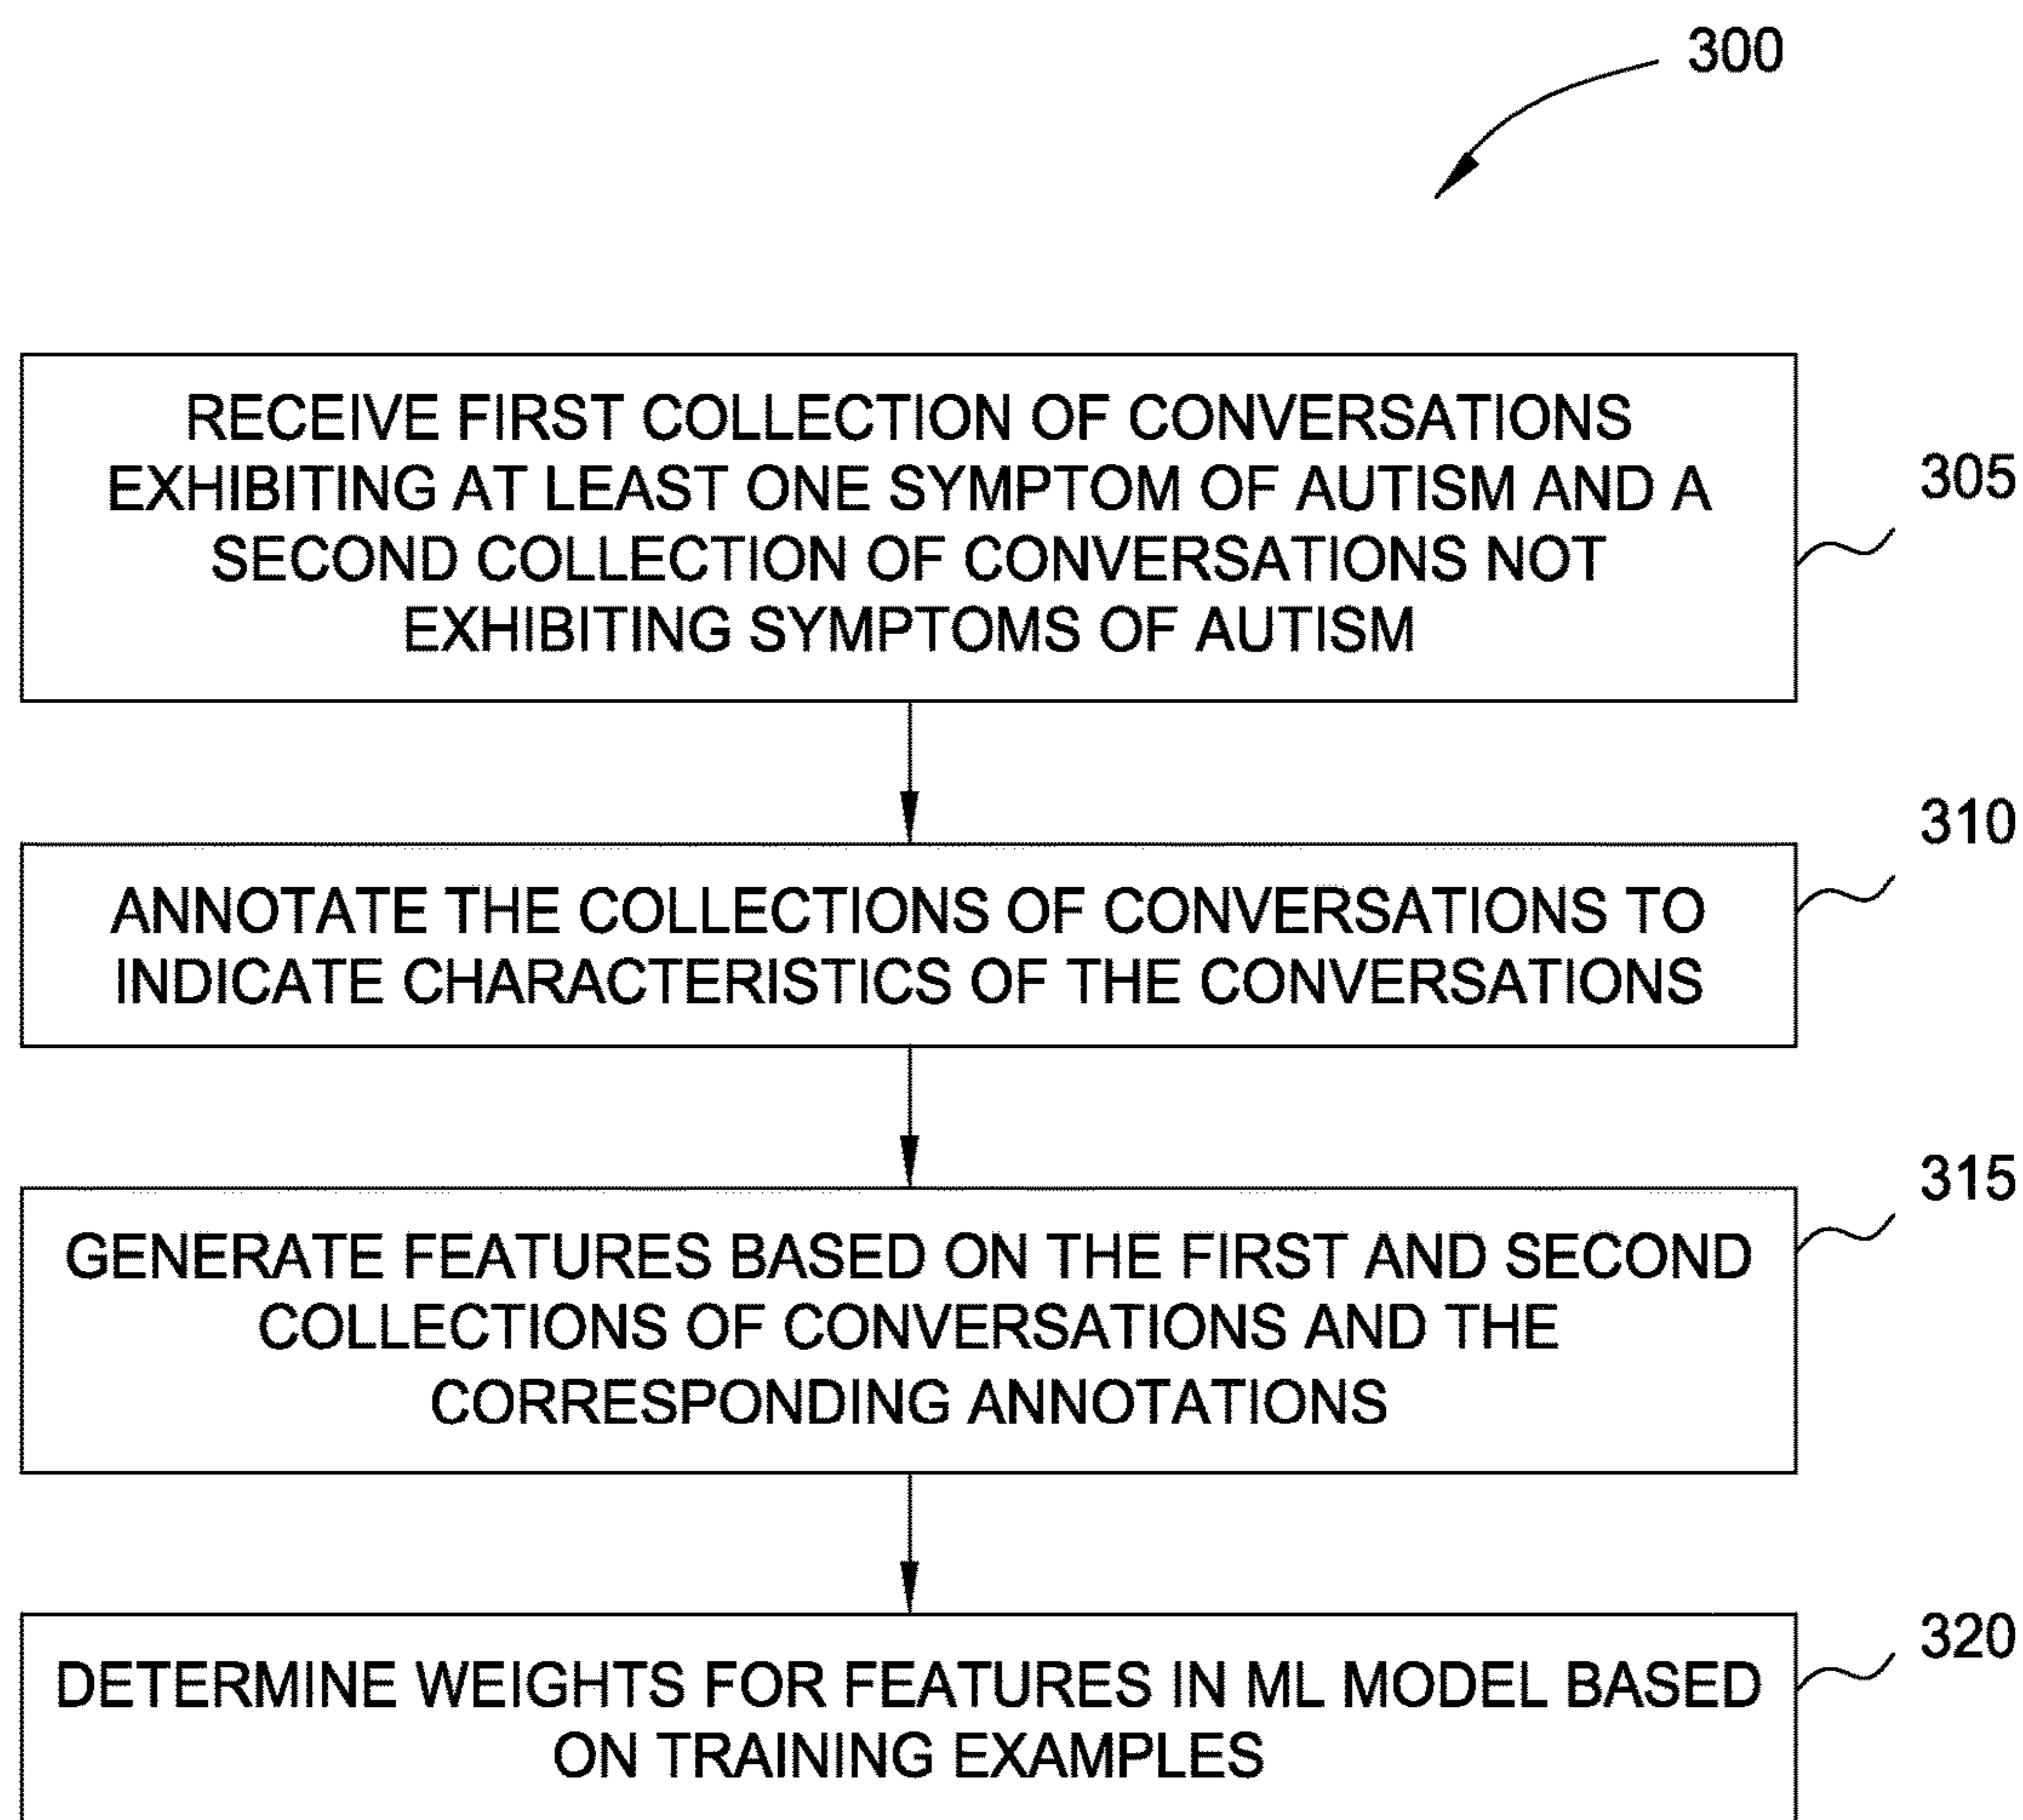 300
RECEIVE FIRST COLLECTION OF CONVERSATIONS
EXHIBITING AT LEAST ONE SYMPTOM OF AUTISM AND A
SECOND COLLECTION OF CONVERSATIONS NOT
EXHIBITING SYMPTOMS OF AUTISM
305
ANNOTATE THE COLLECTIONS OF CONVERSATIONS TO
INDICATE CHARACTERISTICS OF THE CONVERSATIONS
310
GENERATE FEATURES BASED ON THE FIRST AND SECOND
COLLECTIONS OF CONVERSATIONS AND THE
CORRESPONDING ANNOTATIONS
315
DETERMINE WEIGHTS FOR FEATURES IN ML MODEL BASED
ON TRAINING EXAMPLES
320